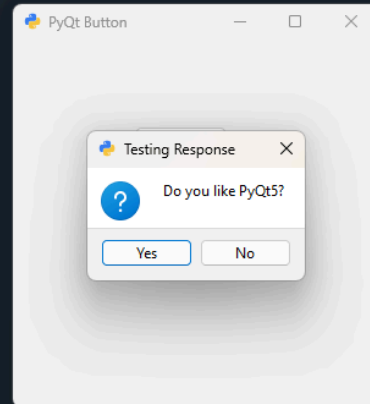 PyQt Button
Testing Response
Do you like PyQt5?
Yes
No